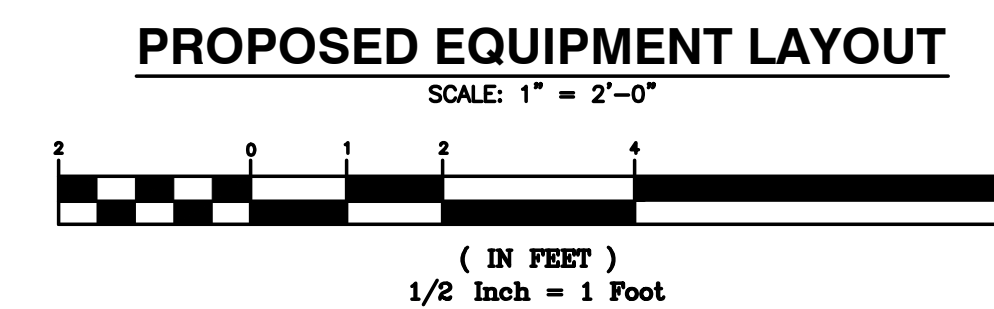 PROPOSED EQUIPMENT LAYOUT
SCALE: 1" = 2'-0"
2 0 1 2 4
( IN FEET )
1/2 Inch = 1 Foot